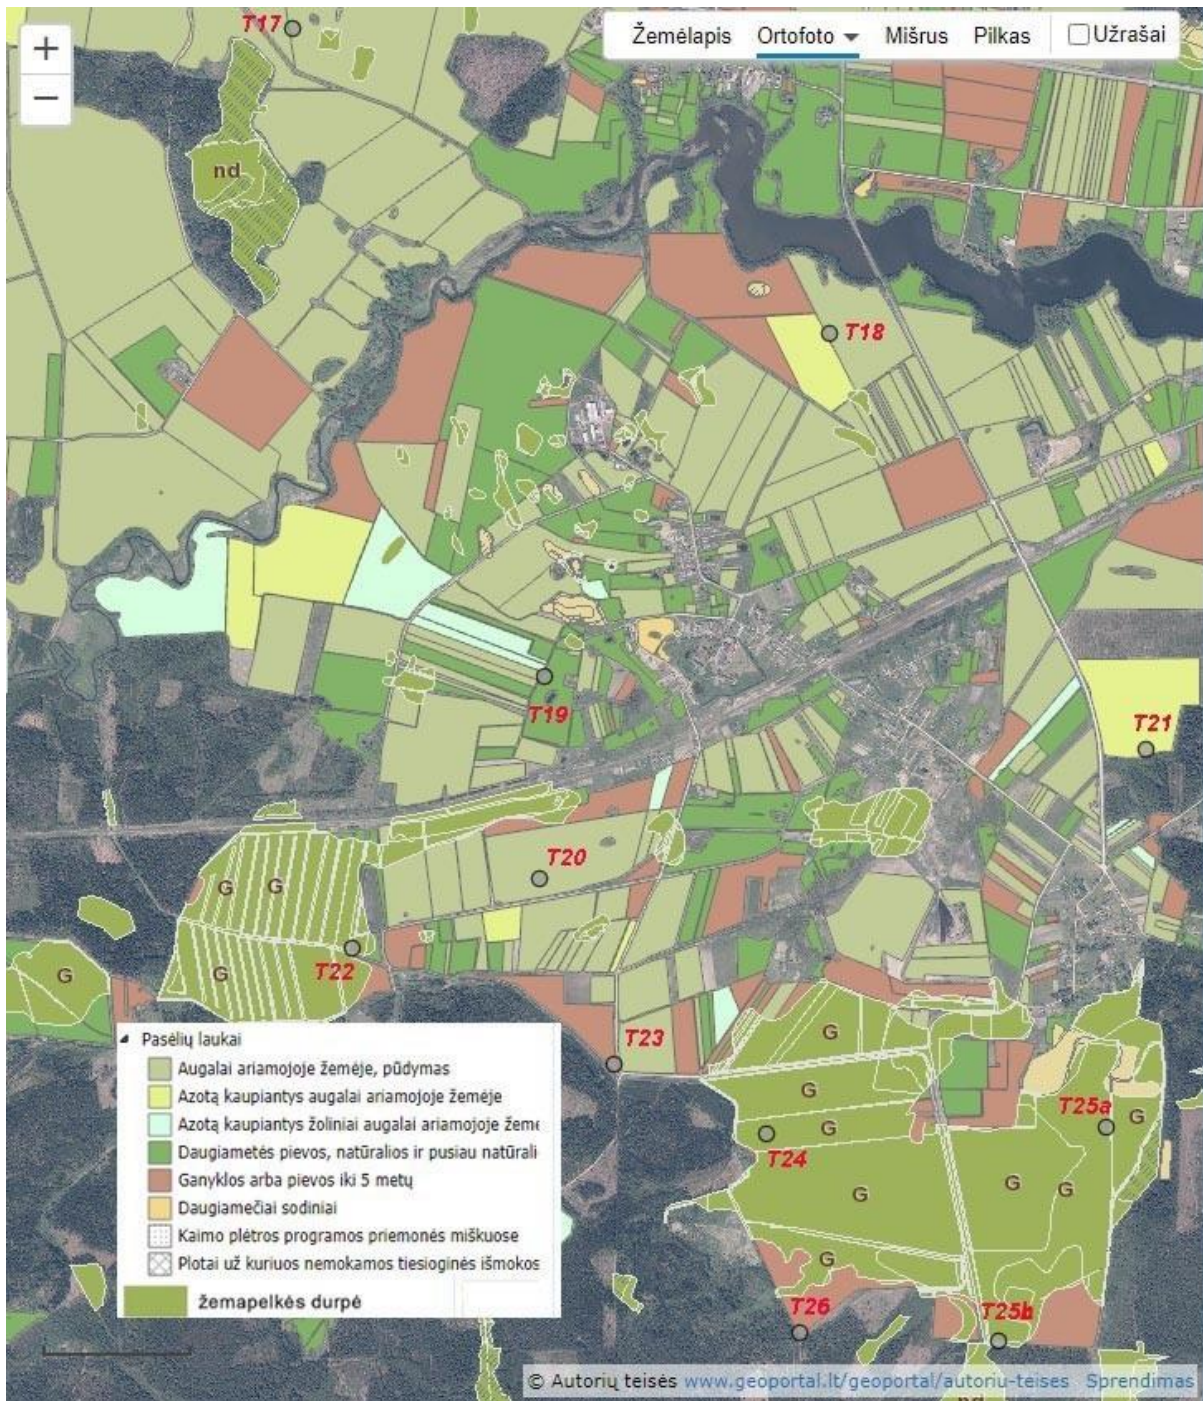 T17
Žemėlapis Ortofoto Mišrus Pilkas Užrašai
+
−
nd
T18
T19
T21
T20
G G
T22
G
G
T23
G
G
T25a
G
G
T24
G
G
G
G
T26
T25b
Pasėlių laukai
Augalai ariamojoje žemėje, pūdymas
Azotą kaupiantys augalai ariamojoje žemėje
Azotą kaupiantys žoliniai augalai ariamojoje žeme
Daugiametės pievos, natūralios ir pusiau natūrali
Ganyklos arba pievos iki 5 metų
Daugiamečiai sodiniai
Kaimo plėtros programos priemonės miškuose
Plotai už kuriuos nemokamos tiesioginės išmokos
žemapelkės durpė
© Autorių teisės www.geoportal.lt/geoportal/autoriu-teises Sprendimas
nd